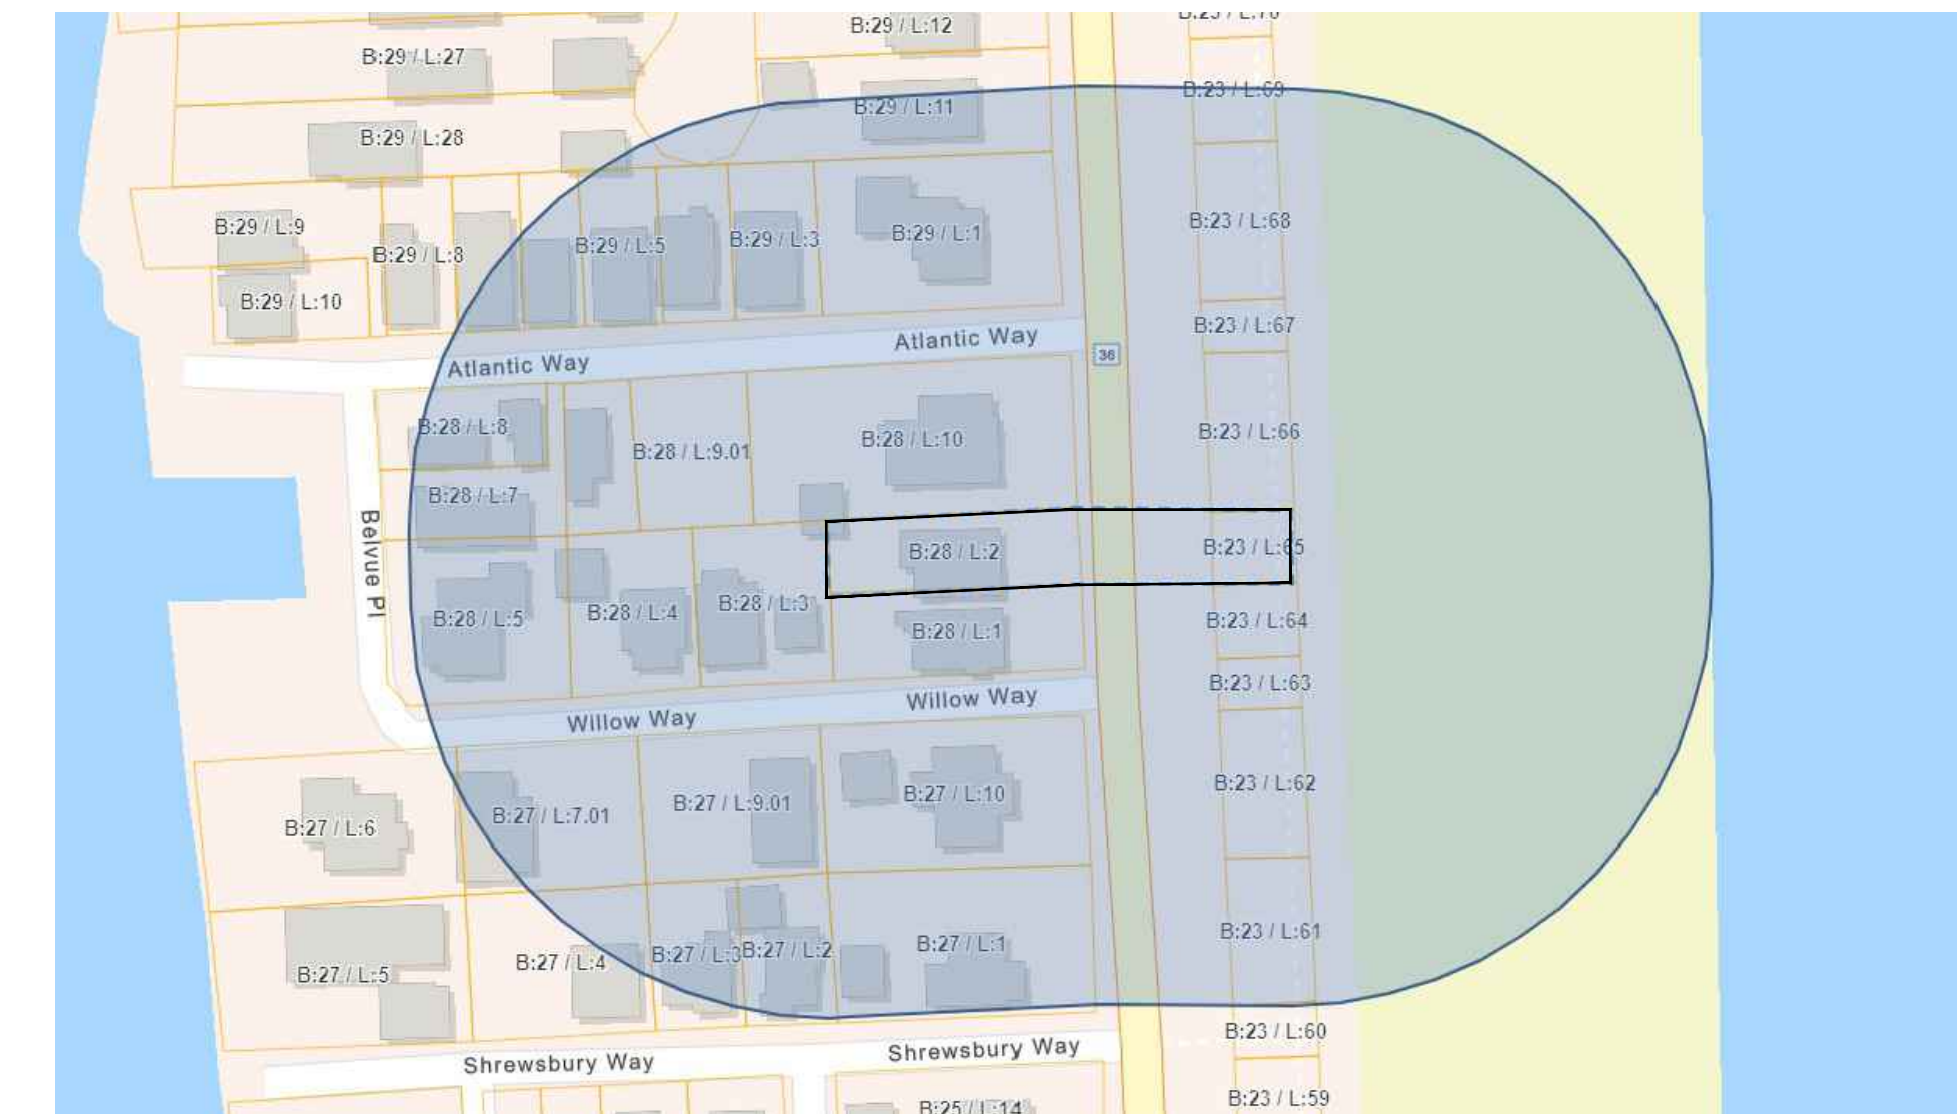 B:29 / L:12
B:29 / L:27
B:23 / L:69
B:29 / L:11
B:29 / L:28
B:23 / L:68
B:29 / L:9
B:29 / L:1
B:29 / L:3
B:29 / L:5
B:29 / L:8
B:29 / L:10
B:23 / L:67
Atlantic Way
36
Atlantic Way
B:28 / L:8
B:23 / L:66
B:28 / L:10
B:28 / L:9.01
B:28 / L:7
Belvue Pl
B:28 / L:2
B:23 / L:65
B:28 / L:3
B:28 / L:4
B:28 / L:5
B:23 / L:64
B:28 / L:1
B:23 / L:63
Willow Way
Willow Way
B:23 / L:62
B:27 / L:10
B:27 / L:9.01
B:27 / L:7.01
B:27 / L:6
B:23 / L:61
B:27 / L:1
B:27 / L:2
B:27 / L:3
B:27 / L:4
B:27 / L:5
B:23 / L:60
Shrewsbury Way
Shrewsbury Way
B:23 / L:59
B:25 / L:14